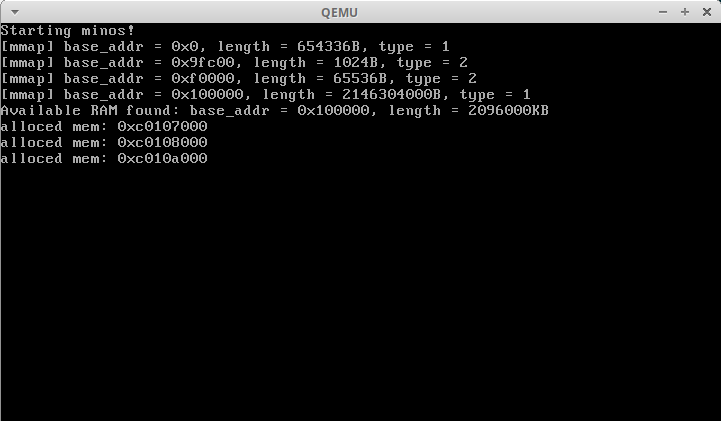 QEMU
Starting minos!
[mmap] base_addr = 0x0, length = 654336B, type = 1
[mmap] base_addr = 0x9fc00, length = 1024B, type = 2
[mmap] base_addr = 0xf0000, length = 65536B, type = 2
[mmap] base_addr = 0x100000, length = 2146304000B, type = 1
Available RAM found: base_addr = 0x100000, length = 2096000KB
alloced mem: 0xc0107000
alloced mem: 0xc0108000
alloced mem: 0xc010a000